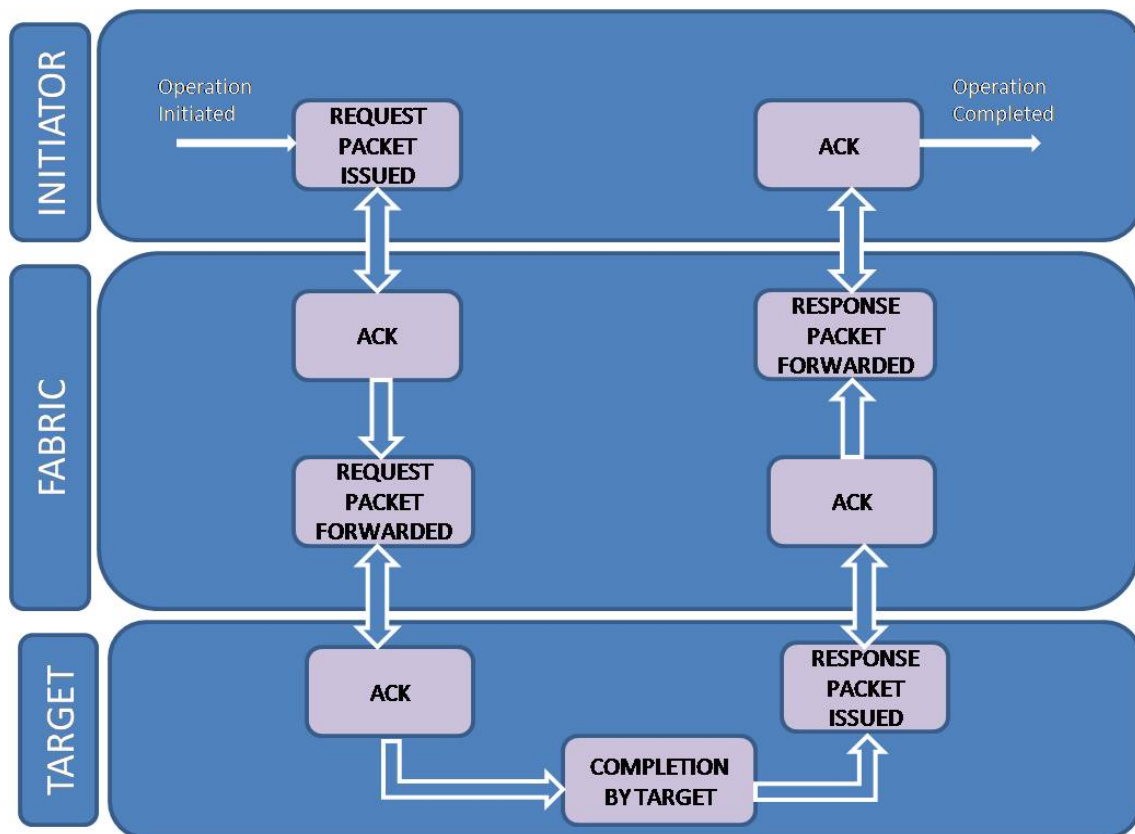 INITIATOR
Operation
Initiated
REQUEST
PACKET
ISSUED
ACK
Operation
Completed
FABRIC
ACK
RESPONSE
PACKET
FORWARDED
REQUEST
PACKET
FORWARDED
ACK
TARGET
ACK
RESPONSE
PACKET
ISSUED
COMPLETION
BY TARGET